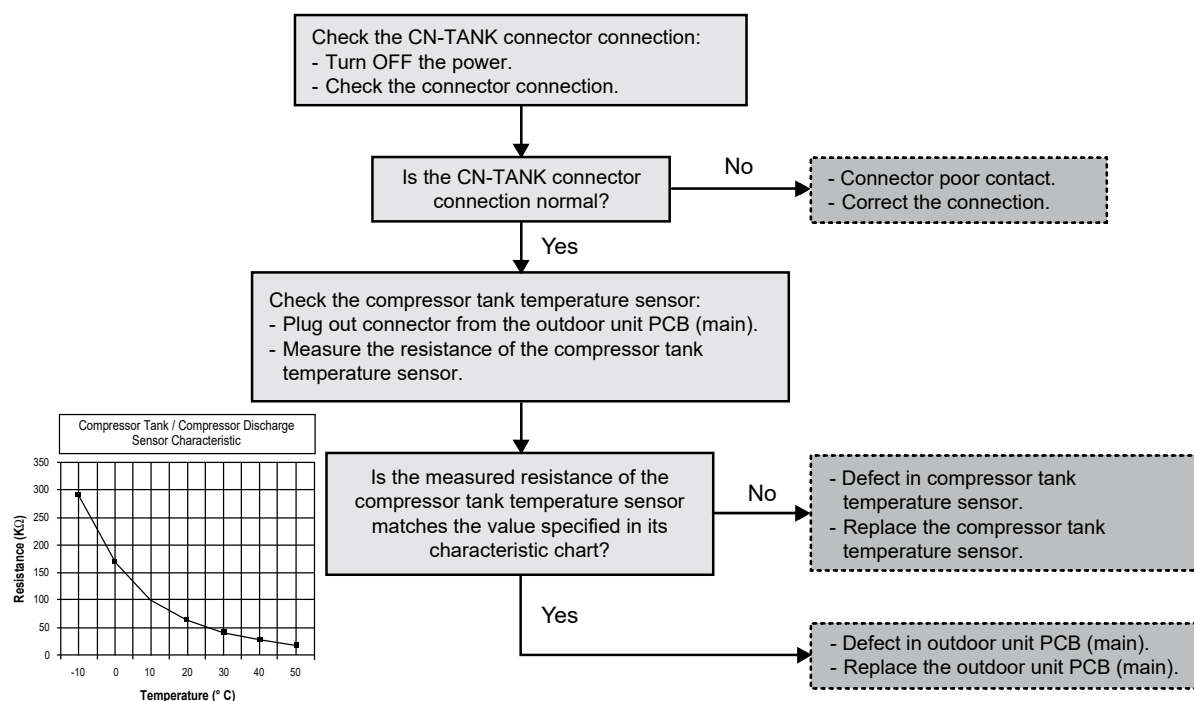 Check the CN-TANK connector connection:
- Turn OFF the power.
- Check the connector connection.
Is the CN-TANK connector
connection normal?
No
- Connector poor contact.
- Correct the connection.
Yes
Check the compressor tank temperature sensor:
- Plug out connector from the outdoor unit PCB (main).
- Measure the resistance of the compressor tank
temperature sensor.
Compressor Tank / Compressor Discharge
Sensor Characteristic
Resistance (KΩ)
350
300
250
200
150
100
50
0
-10 0 10 20 30 40 50
Temperature (° C)
Is the measured resistance of the
compressor tank temperature sensor
matches the value specified in its
characteristic chart?
No
- Defect in compressor tank
temperature sensor.
- Replace the compressor tank
temperature sensor.
Yes
- Defect in outdoor unit PCB (main).
- Replace the outdoor unit PCB (main).